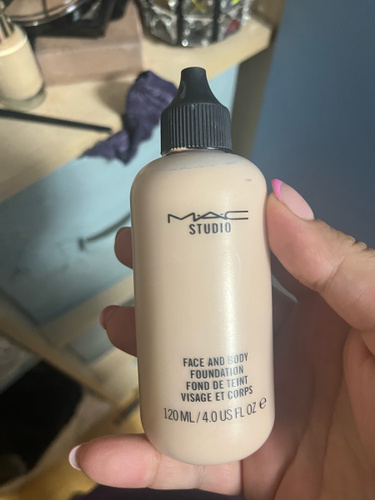 MAC
STUDIO
FACE AND BODY
FOUNDATION
FOND DE TEINT
VISAGE ET CORPS
120 ML / 4.0 US FL OZ ℮